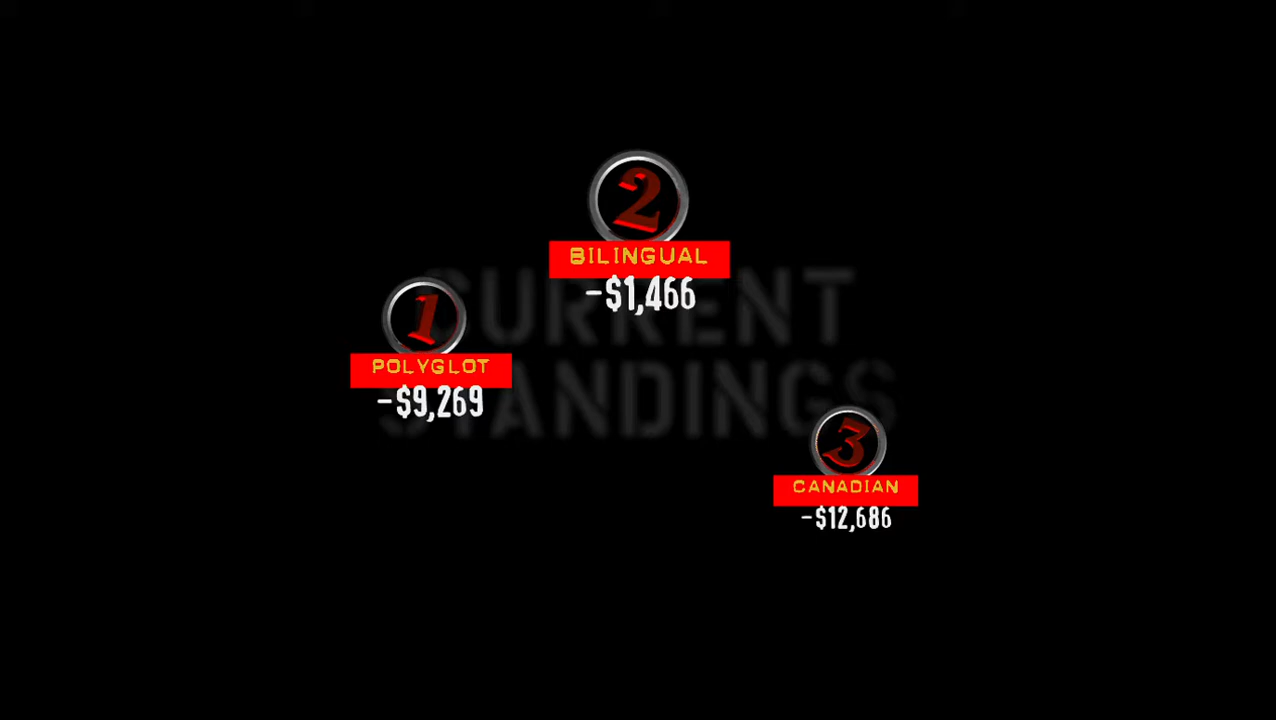 2
BILINGUAL
-$1,466
1
POLYGLOT
-$9,269
CURRENT
STANDINGS
3
CANADIAN
-$12,686